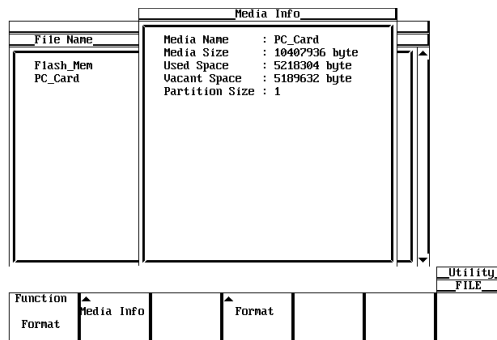 Media Info
File Name
Media Name : PC_Card
Media Size : 10407936 byte
Used Space : 5218304 byte
Vacant Space : 5189632 byte
Partition Size : 1
Flash_Mem
PC_Card
Utility
FILE
Function
Format
Media Info
Format